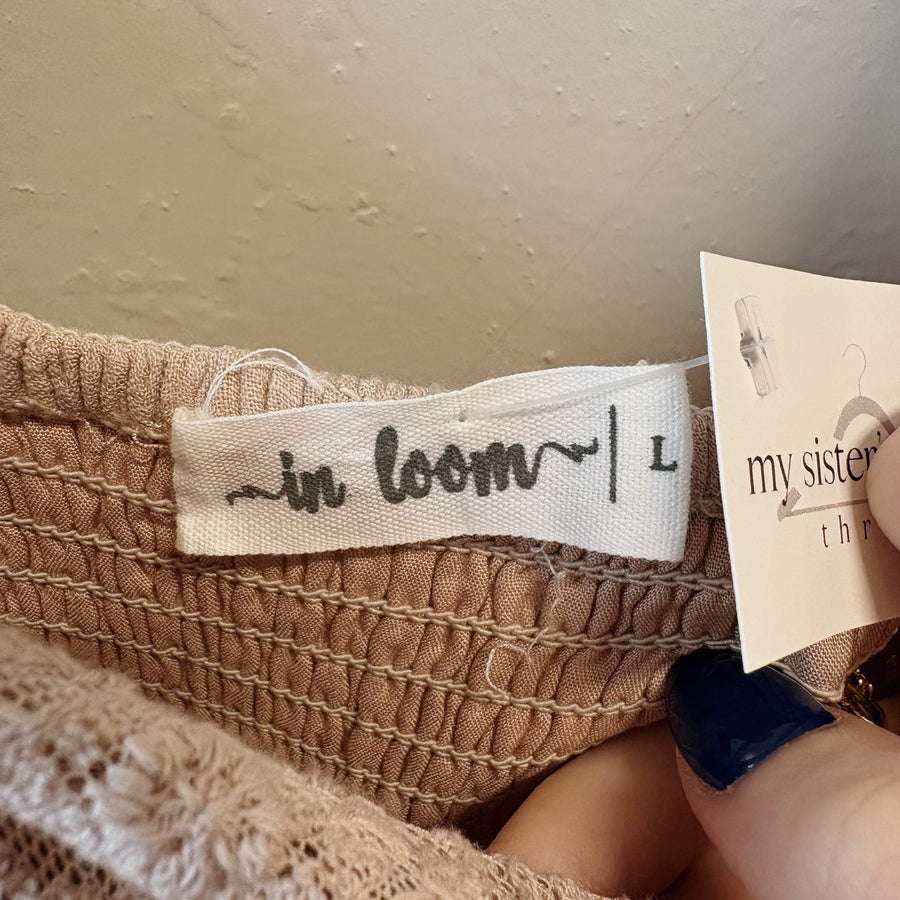 in loom | L
my sister'
thr